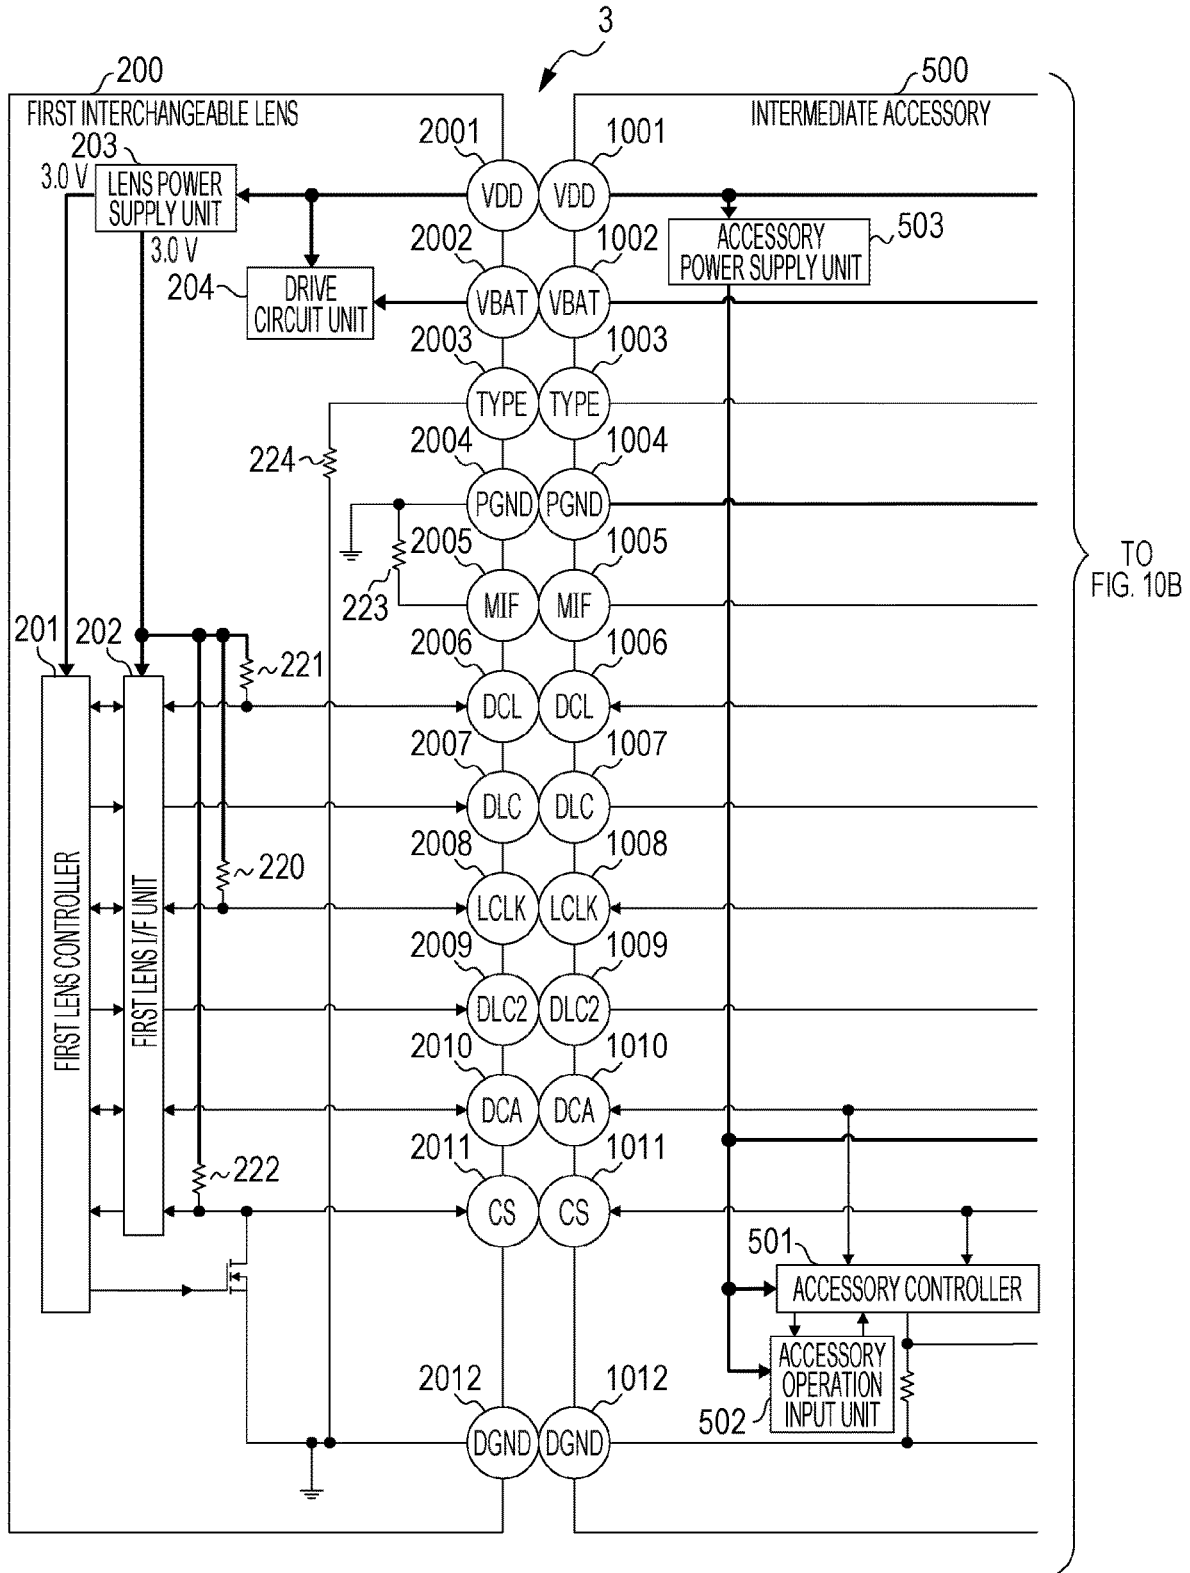 3
200
500
FIRST INTERCHANGEABLE LENS
INTERMEDIATE ACCESSORY
2001
1001
203
3.0 V
LENS POWER
SUPPLY UNIT
VDD
VDD
3.0 V
2002
1002
ACCESSORY
POWER SUPPLY UNIT
503
204
DRIVE
CIRCUIT UNIT
VBAT
VBAT
2003
1003
TYPE
TYPE
224
2004
1004
PGND
PGND
2005
1005
223
MIF
MIF
TO
FIG. 10B
201
202
2006
1006
221
DCL
DCL
2007
1007
DLC
DLC
2008
1008
220
LCLK
LCLK
2009
1009
FIRST LENS CONTROLLER
FIRST LENS I/F UNIT
DLC2
DLC2
2010
1010
DCA
DCA
2011
1011
222
CS
CS
501
ACCESSORY CONTROLLER
2012
1012
ACCESSORY
OPERATION
INPUT UNIT
502
DGND
DGND